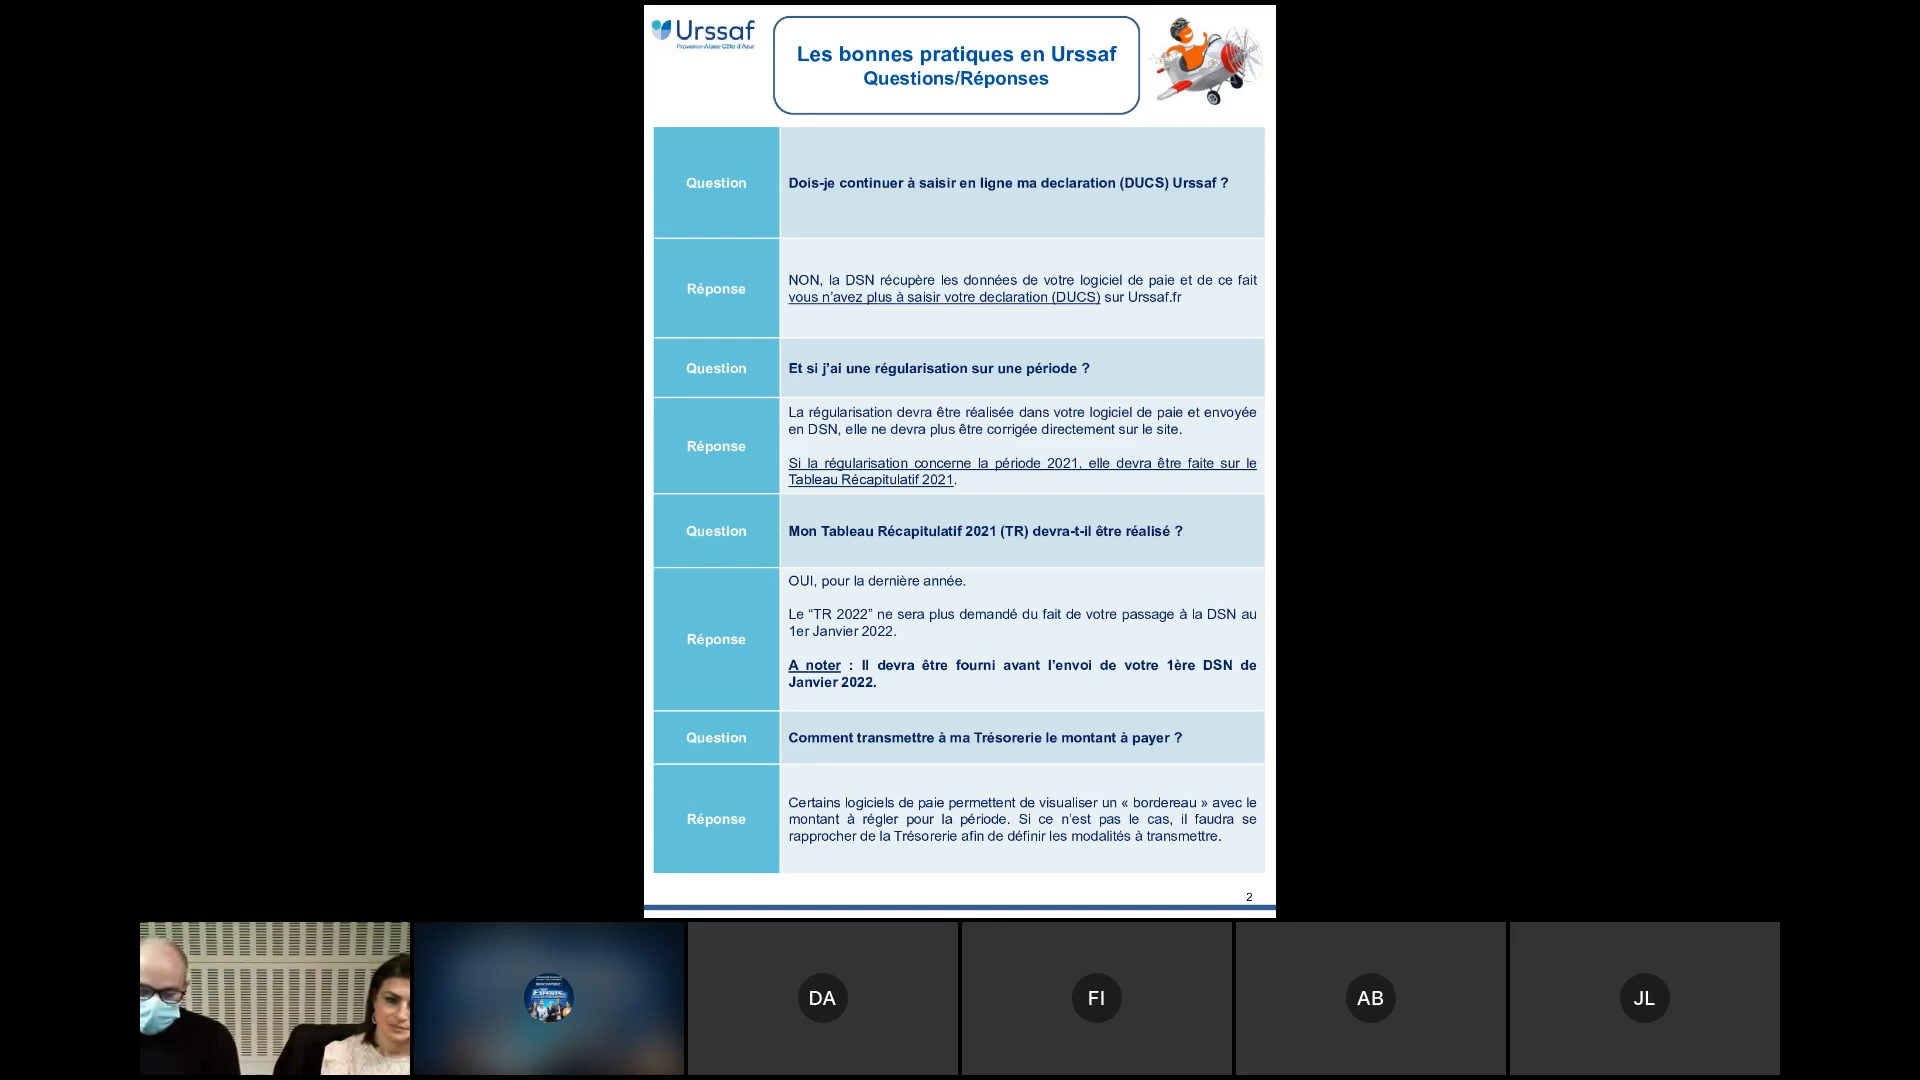 Urssaf
Provence-Alpes-Côte d'Azur
Les bonnes pratiques en Urssaf
Questions/Réponses
Question
Dois-je continuer à saisir en ligne ma declaration (DUCS) Urssaf ?
Réponse
NON, la DSN récupère les données de votre logiciel de paie et de ce fait
vous n’avez plus à saisir votre declaration (DUCS) sur Urssaf.fr
Question
Et si j’ai une régularisation sur une période ?
Réponse
La régularisation devra être réalisée dans votre logiciel de paie et envoyée
en DSN, elle ne devra plus être corrigée directement sur le site.
Si la régularisation concerne la période 2021, elle devra être faite sur le
Tableau Récapitulatif 2021.
Question
Mon Tableau Récapitulatif 2021 (TR) devra-t-il être réalisé ?
Réponse
OUI, pour la dernière année.
Le “TR 2022” ne sera plus demandé du fait de votre passage à la DSN au
1er Janvier 2022.
A noter : Il devra être fourni avant l’envoi de votre 1ère DSN de
Janvier 2022.
Question
Comment transmettre à ma Trésorerie le montant à payer ?
Réponse
Certains logiciels de paie permettent de visualiser un « bordereau » avec le
montant à régler pour la période. Si ce n’est pas le cas, il faudra se
rapprocher de la Trésorerie afin de définir les modalités à transmettre.
2
DA
FI
AB
JL